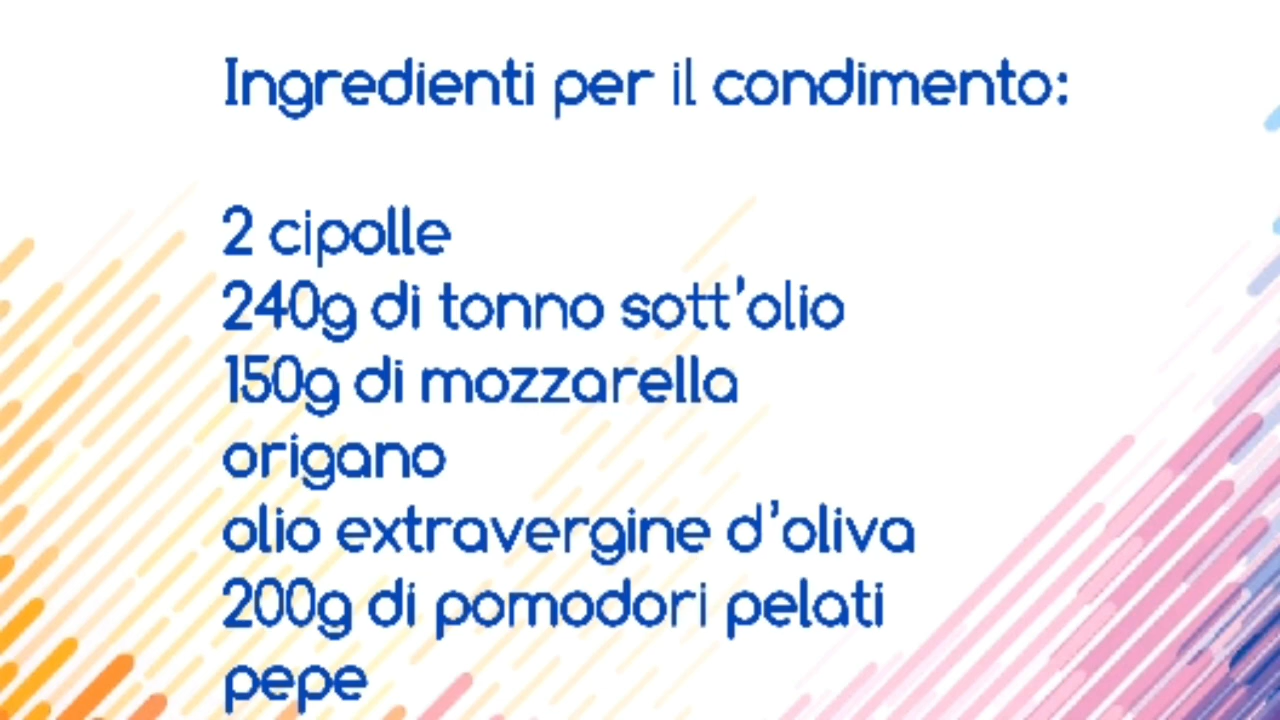 Ingredienti per il condimento:
2 cipolle
240g di tonno sott'olio
150g di mozzarella
origano
olio extravergine d'oliva
200g di pomodori pelati
pepe